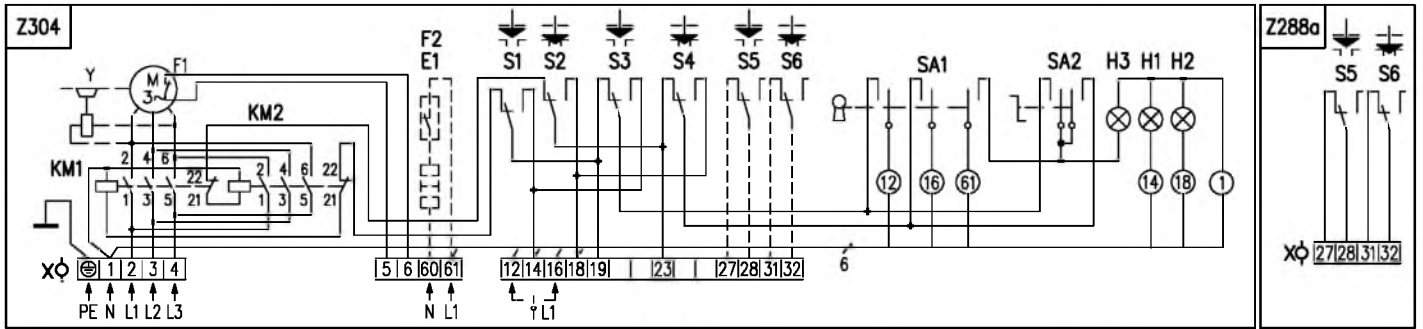 Z304
Z288a
F2
E1
S1 S2 S3 S4 S5 S6
SA1 SA2 H3 H1 H2
S5 S6
Y
M
3~
F1
KM2
KM1
2 4 6
22
2 4 6
22
1 3 5
21
1 3 5
21
12 16 61 14 18 1
6
X
1 2 3 4
5 6 60 61
12 14 16 18 19 23 27 28 31 32
X 27 28 31 32
PE N L1 L2 L3
N L1
L1